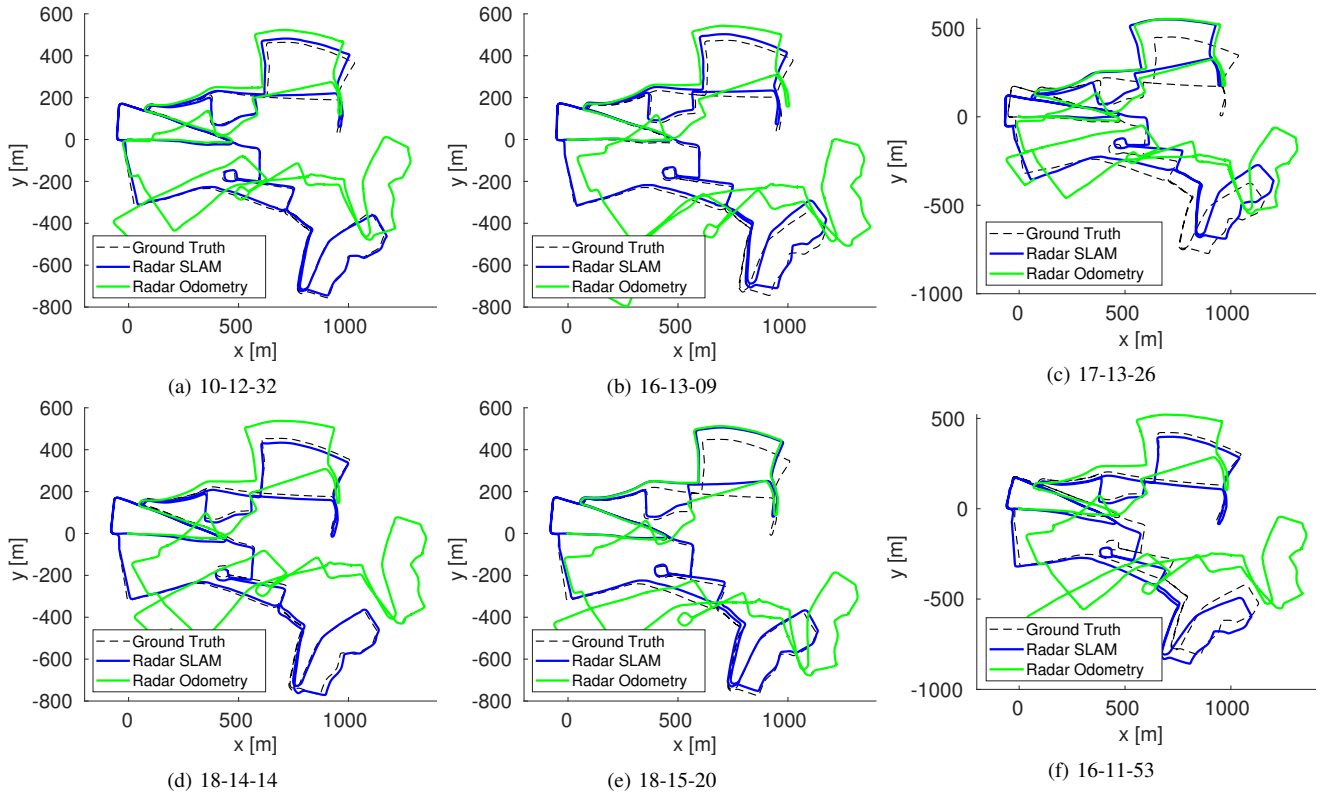 600
400
200
0
-200
-400
-600
-800
y [m]
Ground Truth
Radar SLAM
Radar Odometry
0
500
1000
x [m]
(a) 10-12-32
600
400
200
0
-200
-400
-600
-800
y [m]
Ground Truth
Radar SLAM
Radar Odometry
0
500
1000
x [m]
(b) 16-13-09
500
0
-500
-1000
y [m]
Ground Truth
Radar SLAM
Radar Odometry
0
500
1000
x [m]
(c) 17-13-26
600
400
200
0
-200
-400
-600
-800
y [m]
Ground Truth
Radar SLAM
Radar Odometry
0
500
1000
x [m]
(d) 18-14-14
600
400
200
0
-200
-400
-600
-800
y [m]
Ground Truth
Radar SLAM
Radar Odometry
0
500
1000
x [m]
(e) 18-15-20
500
0
-500
-1000
y [m]
Ground Truth
Radar SLAM
Radar Odometry
0
500
1000
x [m]
(f) 16-11-53